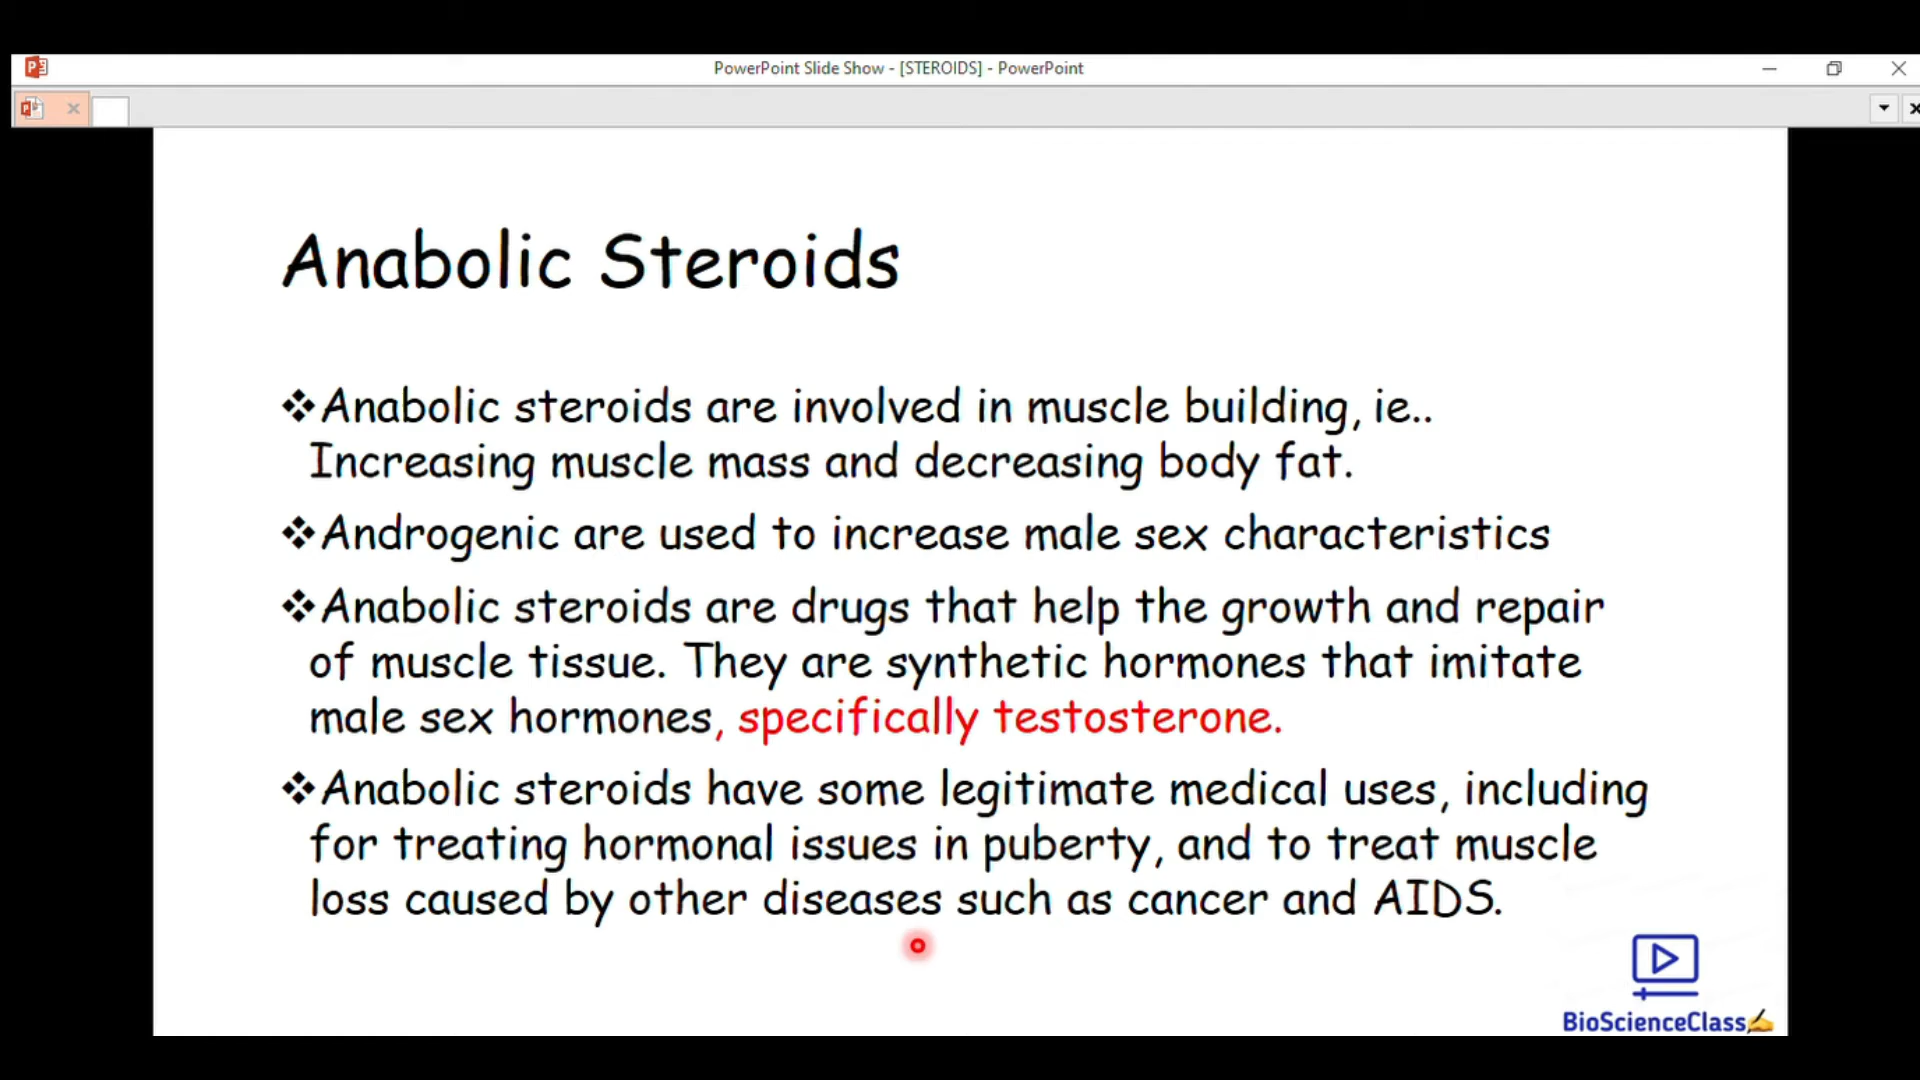 PowerPoint Slide Show - [STEROIDS] - PowerPoint
Anabolic Steroids
❖Anabolic steroids are involved in muscle building, ie..
Increasing muscle mass and decreasing body fat.
❖Androgenic are used to increase male sex characteristics
❖Anabolic steroids are drugs that help the growth and repair
of muscle tissue. They are synthetic hormones that imitate
male sex hormones, specifically testosterone.
❖Anabolic steroids have some legitimate medical uses, including
for treating hormonal issues in puberty, and to treat muscle
loss caused by other diseases such as cancer and AIDS.
BioScienceClass✍